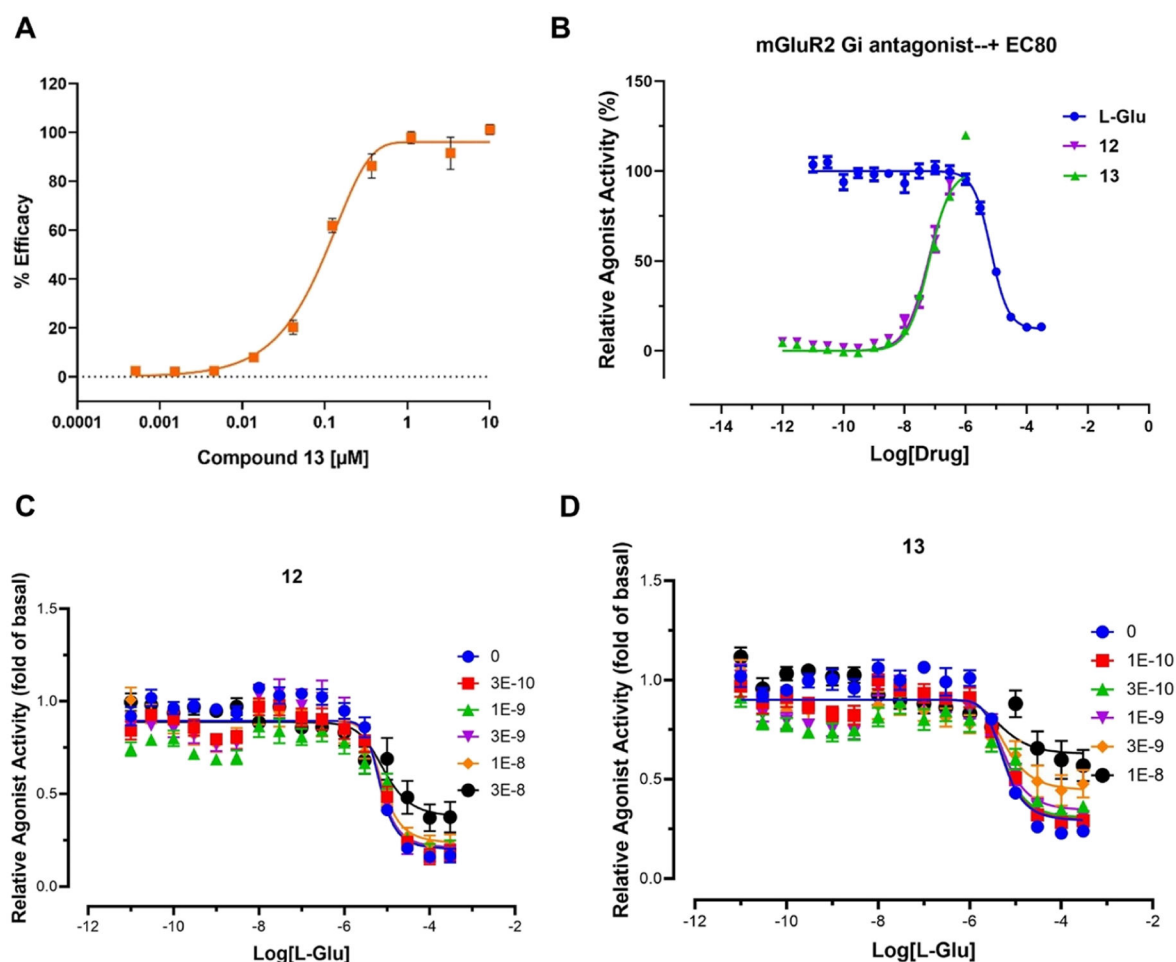 A
120
100
80
60
40
20
0
% Efficacy
0.0001
0.001
0.01
0.1
1
10
Compound 13 [µM]
B
mGluR2 Gi antagonist--+ EC80
150
100
50
0
Relative Agonist Activity (%)
L-Glu
12
13
-14
-12
-10
-8
-6
-4
-2
0
Log[Drug]
C
12
1.5
1.0
0.5
0.0
Relative Agonist Activity (fold of basal)
0
3E-10
1E-9
3E-9
1E-8
3E-8
-12
-10
-8
-6
-4
-2
Log[L-Glu]
D
13
1.5
1.0
0.5
0.0
Relative Agonist Activity (fold of basal)
0
1E-10
3E-10
1E-9
3E-9
1E-8
-12
-10
-8
-6
-4
-2
Log[L-Glu]